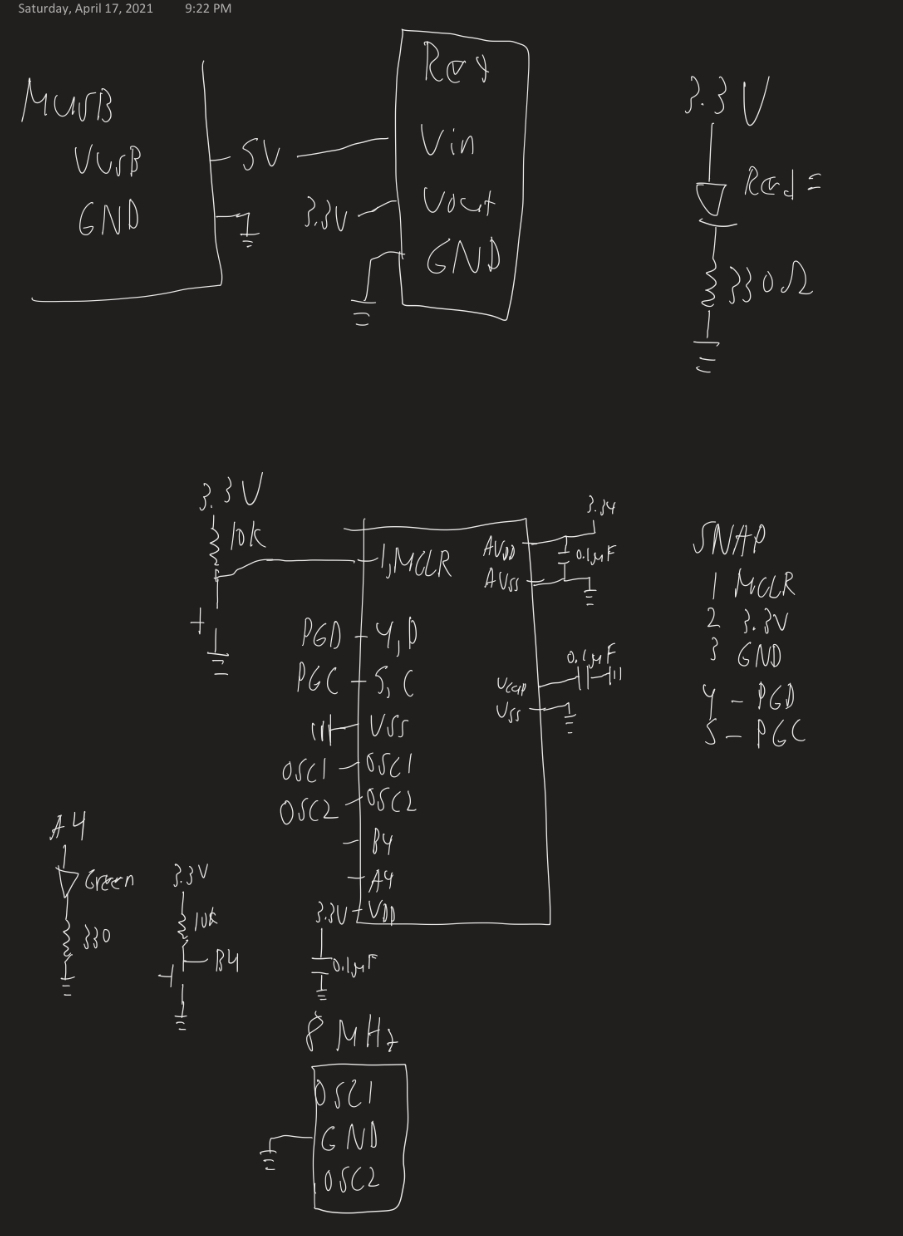 Saturday, April 17, 2021 9:22 PM
MUSB
VUSB
GND
5V
3.3V
Reg
Vin
Vout
GND
3.3V
Red
330Ω
3.3V
10k
1,MCLR
PGD 4,D
PGC 5,C
VSS
OSC1 OSC1
OSC2 OSC2
B4
A4
3.3V VDD
0.1µF
AVDD
AVSS
3.3V
0.1µF
VCAP
VSS
0.1µF
SNAP
1 MCLR
2 3.3V
3 GND
4 - PGD
5 - PGC
A4
Green
330
3.3V
10k
B4
8 MHz
OSC1
GND
OSC2